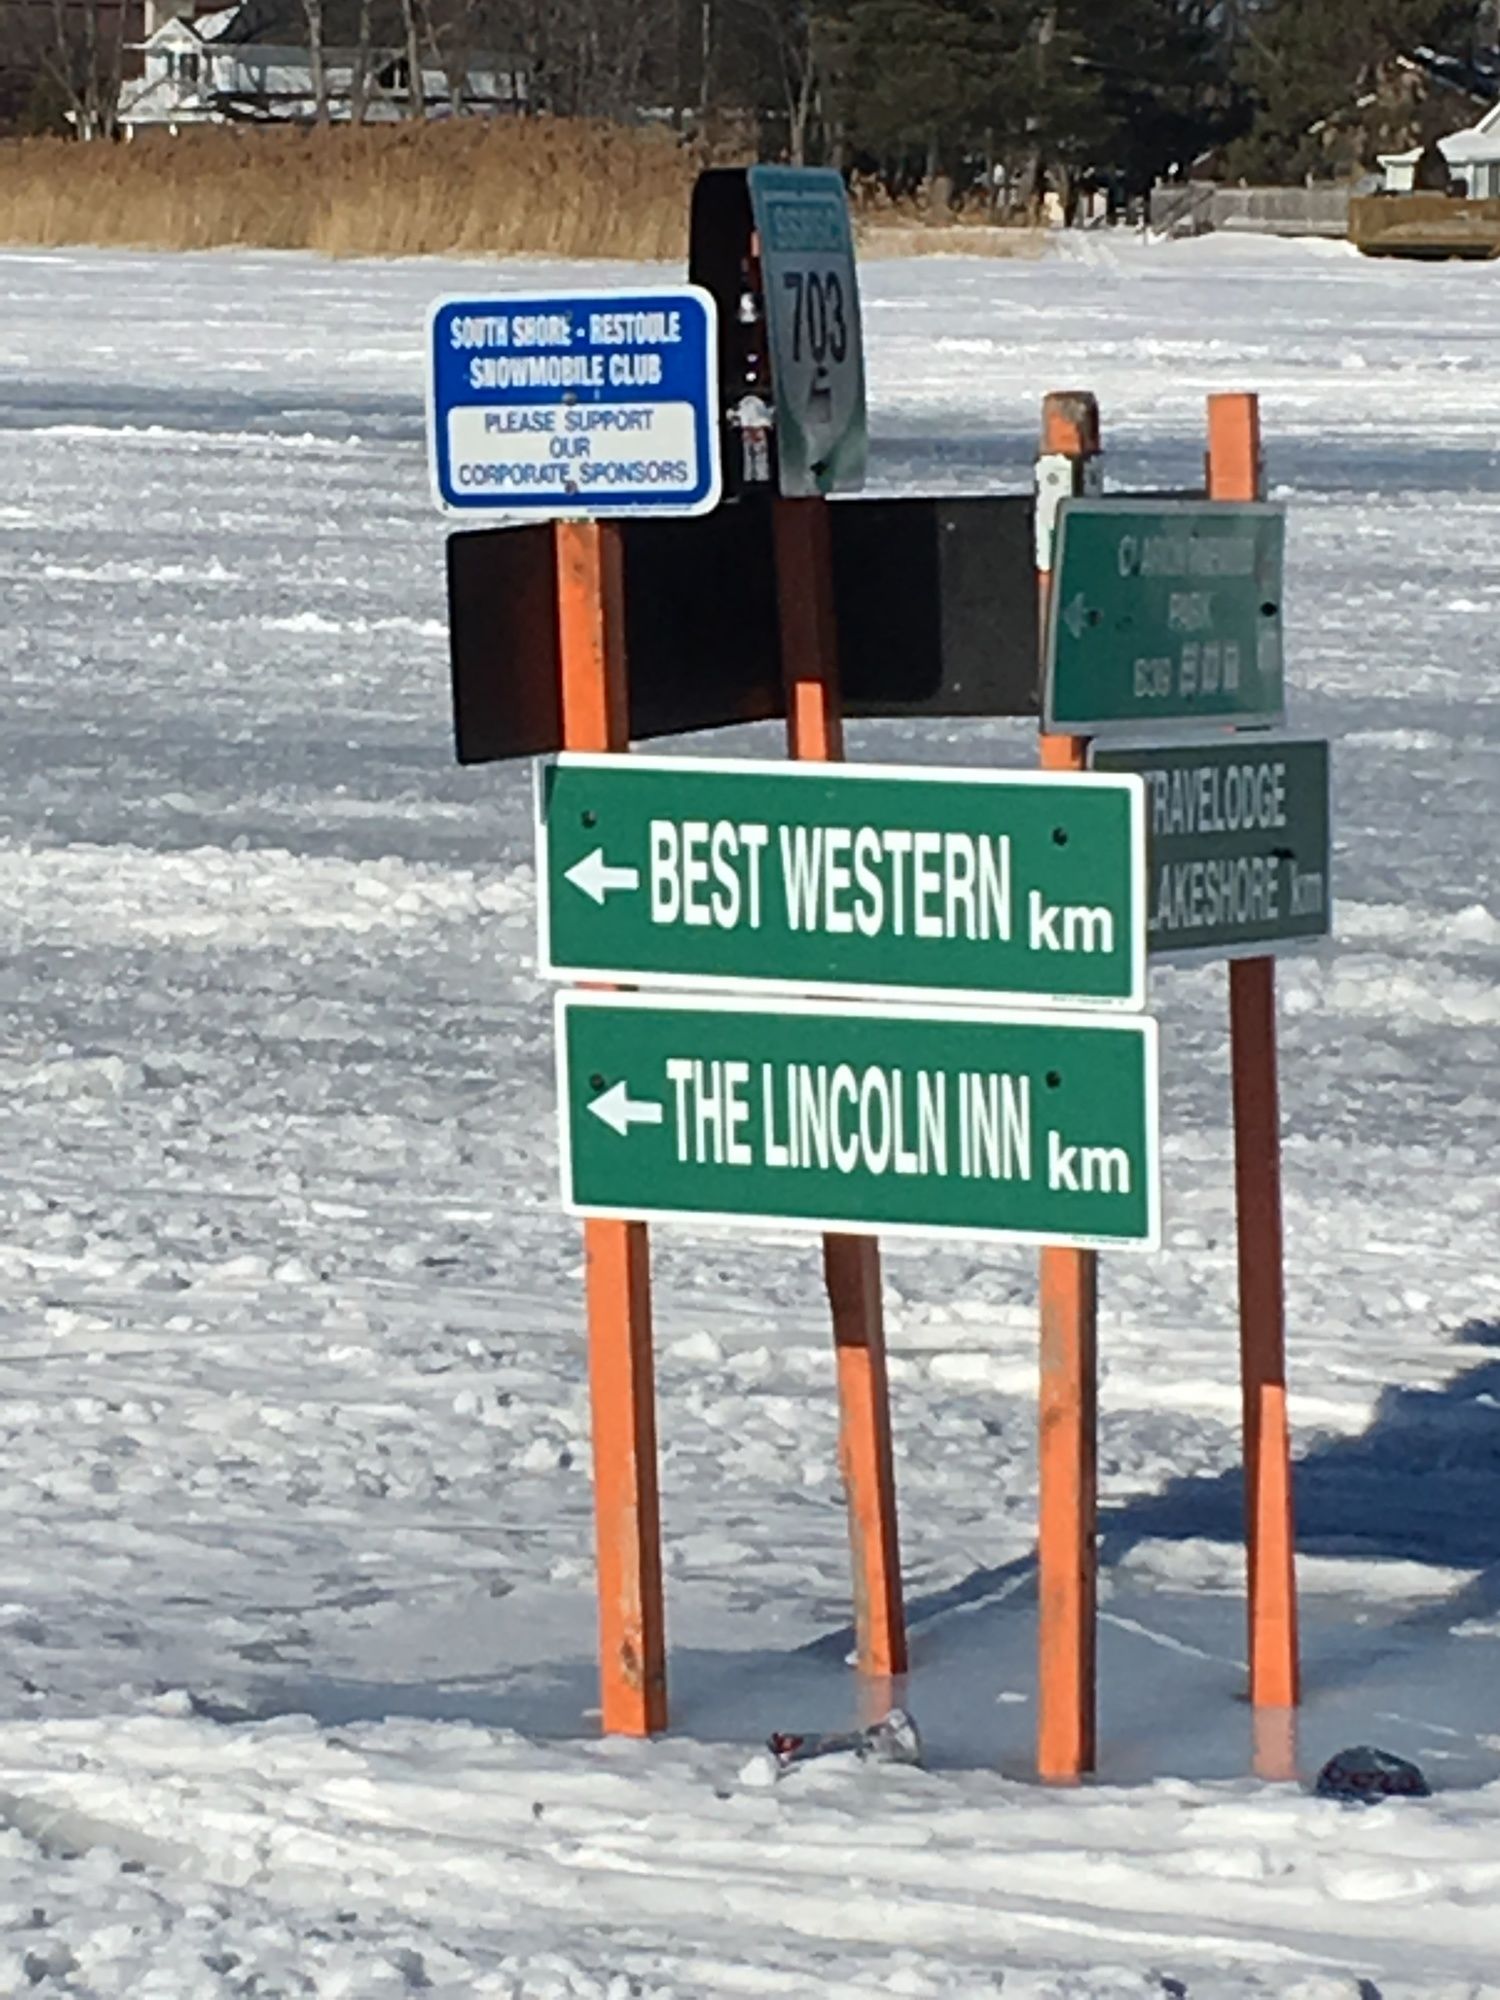 703
SOUTH SHORE - RESTOULE
SNOWMOBILE CLUB
PLEASE SUPPORT
OUR
CORPORATE SPONSORS
PARK
TRAVELODGE
LAKESHORE km
← BEST WESTERN km
← THE LINCOLN INN km